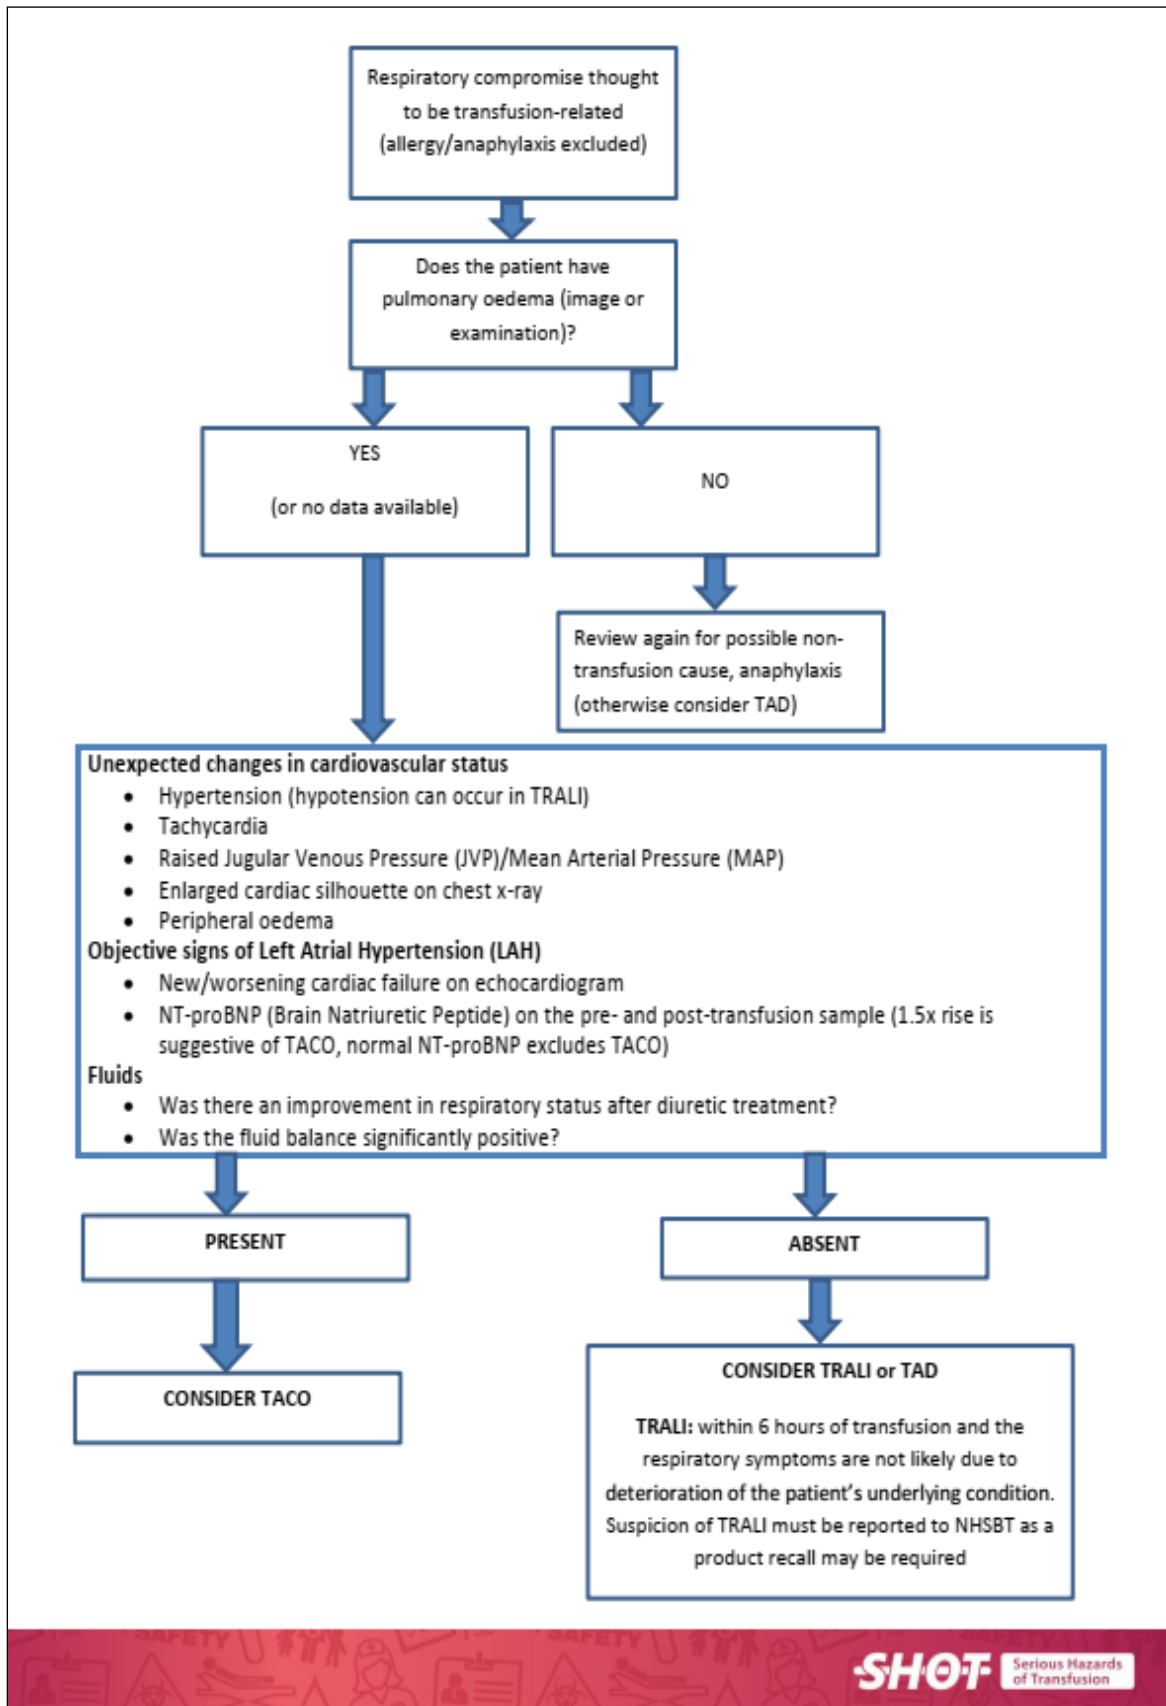 Respiratory compromise thought
to be transfusion-related
(allergy/anaphylaxis excluded)
Does the patient have
pulmonary oedema (image or
examination)?
YES
(or no data available)
NO
Review again for possible non-
transfusion cause, anaphylaxis
(otherwise consider TAD)
Unexpected changes in cardiovascular status
• Hypertension (hypotension can occur in TRALI)
• Tachycardia
• Raised Jugular Venous Pressure (JVP)/Mean Arterial Pressure (MAP)
• Enlarged cardiac silhouette on chest x-ray
• Peripheral oedema
Objective signs of Left Atrial Hypertension (LAH)
• New/worsening cardiac failure on echocardiogram
• NT-proBNP (Brain Natriuretic Peptide) on the pre- and post-transfusion sample (1.5x rise is
suggestive of TACO, normal NT-proBNP excludes TACO)
Fluids
• Was there an improvement in respiratory status after diuretic treatment?
• Was the fluid balance significantly positive?
PRESENT
ABSENT
CONSIDER TACO
CONSIDER TRALI or TAD
TRALI: within 6 hours of transfusion and the
respiratory symptoms are not likely due to
deterioration of the patient's underlying condition.
Suspicion of TRALI must be reported to NHSBT as a
product recall may be required
SAFETY
SAFETY
SHOT
Serious Hazards
of Transfusion